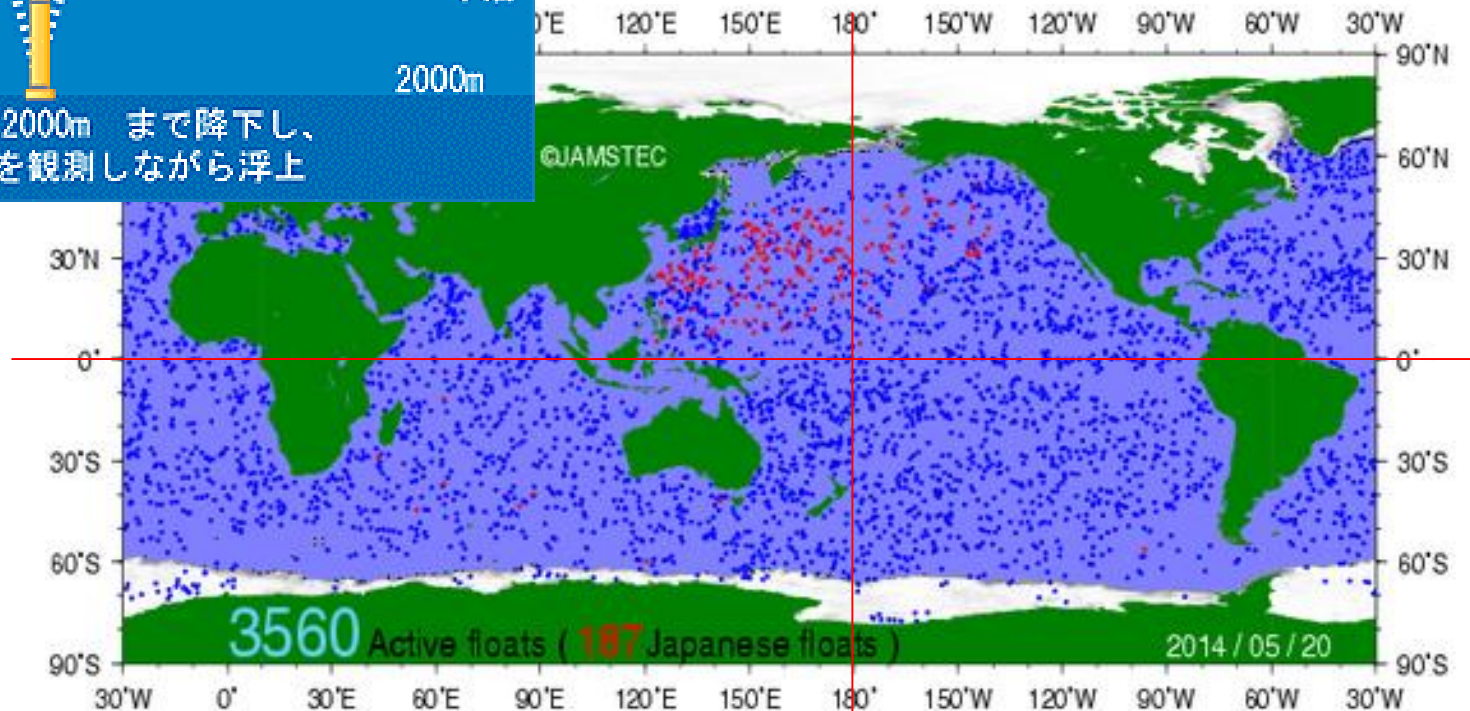 120°E 150°E 180° 150°W 120°W 90°W 60°W 30°W
90°N
2000m
2000m まで降下し、
を観測しながら浮上
©JAMSTEC
60°N
30°N 30°N
0° 0°
30°S 30°S
60°S 60°S
3560 Active floats ( 187 Japanese floats )
2014 / 05 / 20
90°S 90°S
30°W 0° 30°E 60°E 90°E 120°E 150°E 180° 150°W 120°W 90°W 60°W 30°W